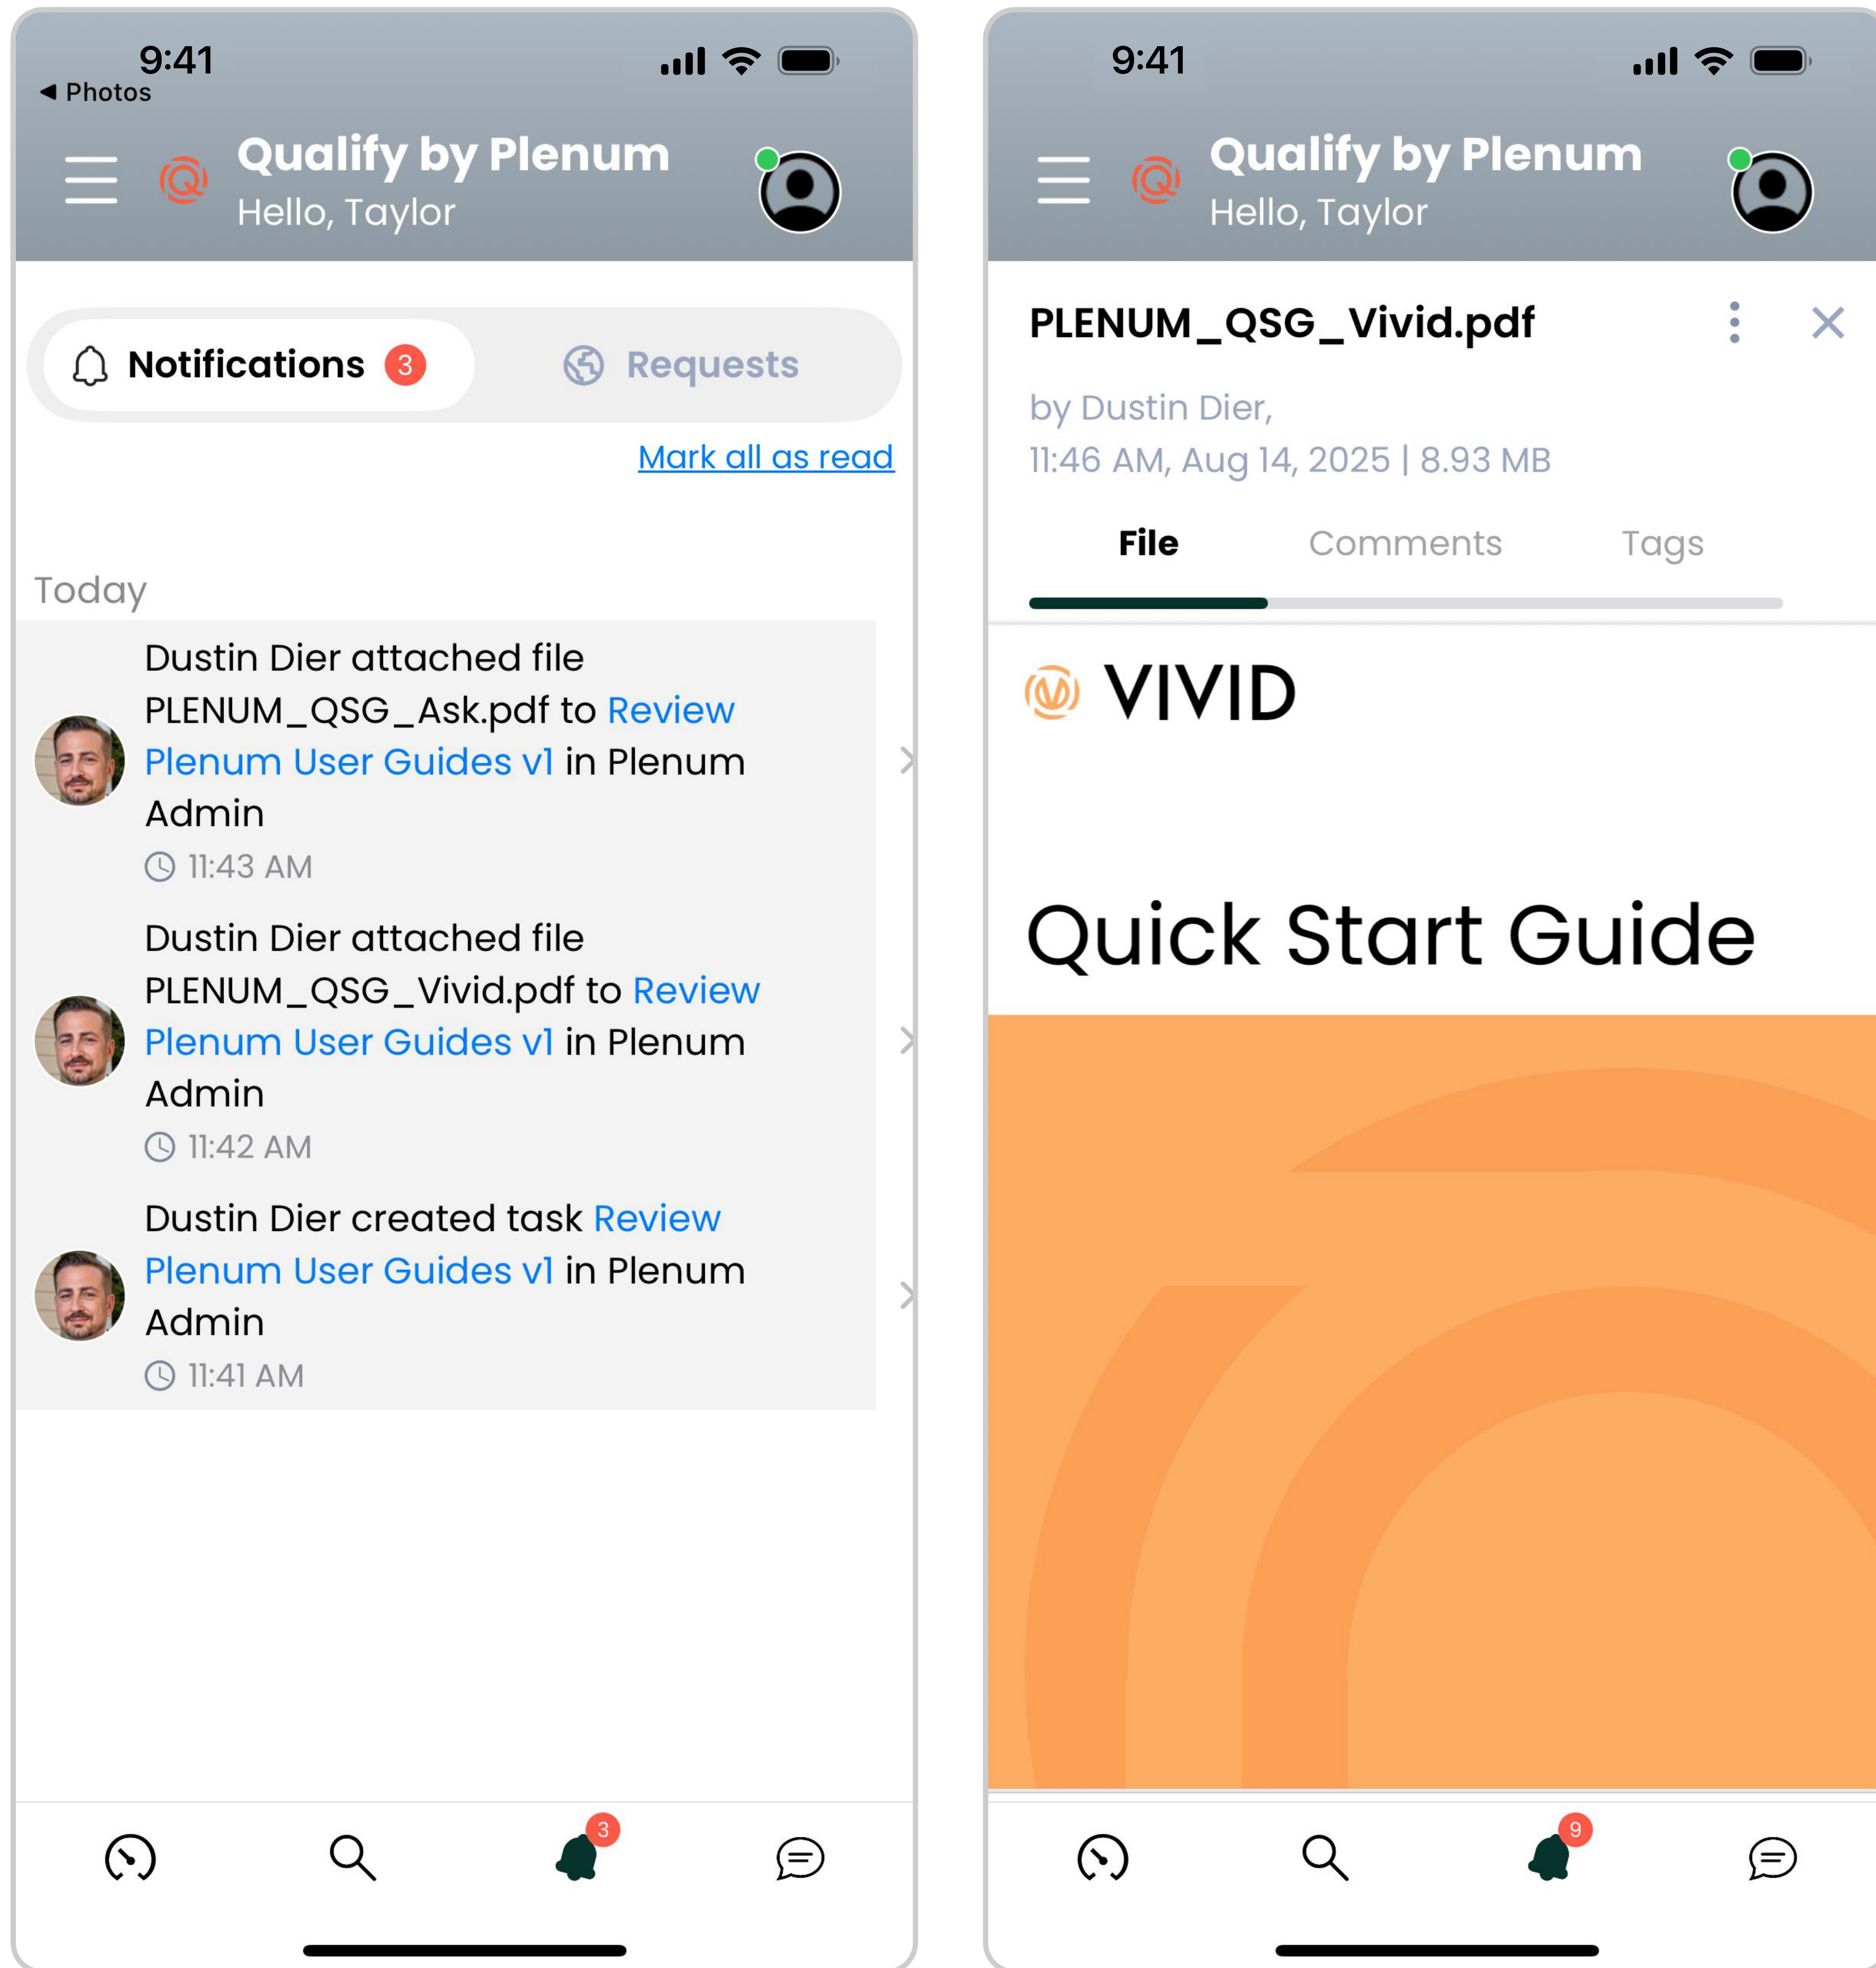 9:41
◀ Photos
Qualify by Plenum
Hello, Taylor
Notifications 3
Requests
Mark all as read
Today
Dustin Dier attached file
PLENUM_QSG_Ask.pdf to Review
Plenum User Guides v1 in Plenum
Admin
11:43 AM
Dustin Dier attached file
PLENUM_QSG_Vivid.pdf to Review
Plenum User Guides v1 in Plenum
Admin
11:42 AM
Dustin Dier created task Review
Plenum User Guides v1 in Plenum
Admin
11:41 AM
3
9:41
Qualify by Plenum
Hello, Taylor
PLENUM_QSG_Vivid.pdf
by Dustin Dier,
11:46 AM, Aug 14, 2025 | 8.93 MB
File
Comments
Tags
VIVID
Quick Start Guide
9